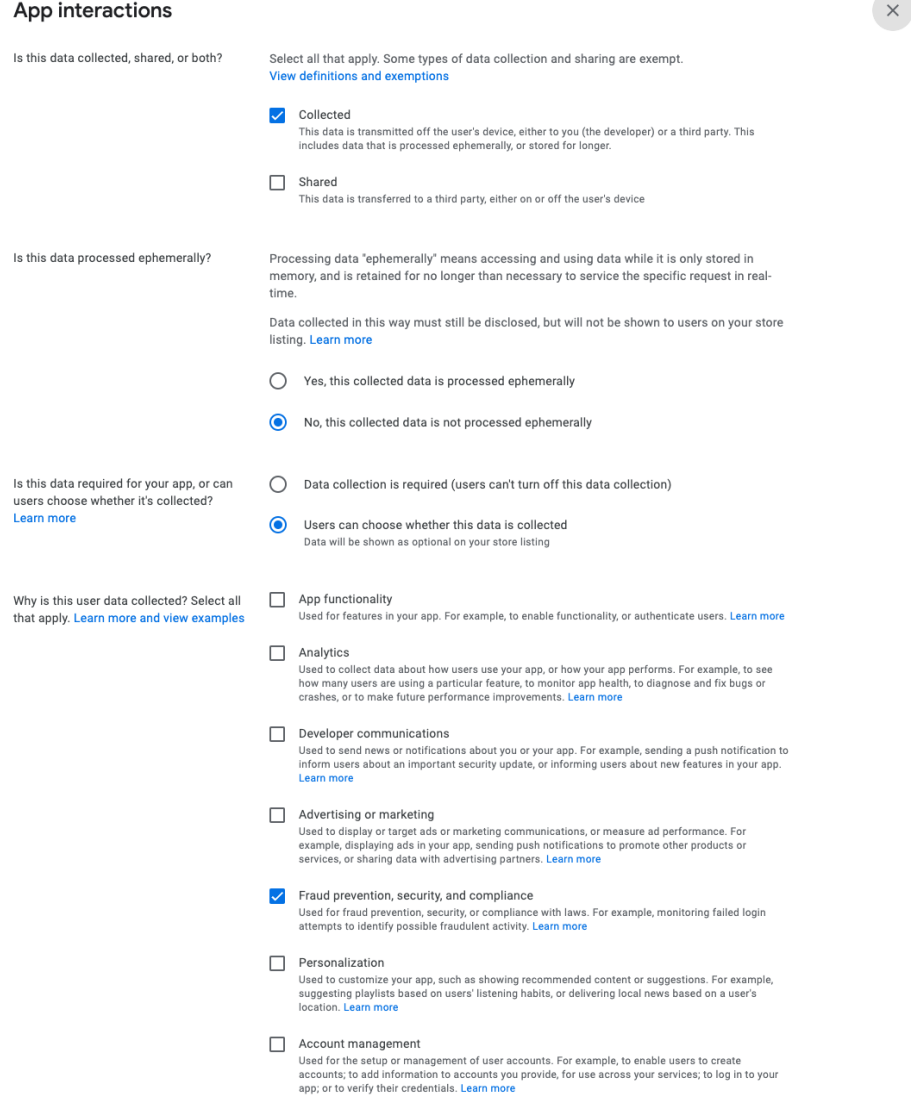 App interactions
Is this data collected, shared, or both?
Select all that apply. Some types of data collection and sharing are exempt.
View definitions and exemptions
Collected
This data is transmitted off the user's device, either to you (the developer) or a third party. This
includes data that is processed ephemerally, or stored for longer.
Shared
This data is transferred to a third party, either on or off the user's device
Is this data processed ephemerally?
Processing data "ephemerally" means accessing and using data while it is only stored in
memory, and is retained for no longer than necessary to service the specific request in real-
time.
Data collected in this way must still be disclosed, but will not be shown to users on your store
listing. Learn more
Yes, this collected data is processed ephemerally
No, this collected data is not processed ephemerally
Is this data required for your app, or can
users choose whether it's collected?
Learn more
Data collection is required (users can't turn off this data collection)
Users can choose whether this data is collected
Data will be shown as optional on your store listing
Why is this user data collected? Select all
that apply. Learn more and view examples
App functionality
Used for features in your app. For example, to enable functionality, or authenticate users. Learn more
Analytics
Used to collect data about how users use your app, or how your app performs. For example, to see
how many users are using a particular feature, to monitor app health, to diagnose and fix bugs or
crashes, or to make future performance improvements. Learn more
Developer communications
Used to send news or notifications about you or your app. For example, sending a push notification to
inform users about an important security update, or informing users about new features in your app.
Learn more
Advertising or marketing
Used to display or target ads or marketing communications, or measure ad performance. For
example, displaying ads in your app, sending push notifications to promote other products or
services, or sharing data with advertising partners. Learn more
Fraud prevention, security, and compliance
Used for fraud prevention, security, or compliance with laws. For example, monitoring failed login
attempts to identify possible fraudulent activity. Learn more
Personalization
Used to customize your app, such as showing recommended content or suggestions. For example,
suggesting playlists based on users' listening habits, or delivering local news based on a user's
location. Learn more
Account management
Used for the setup or management of user accounts. For example, to enable users to create
accounts; to add information to accounts you provide, for use across your services; to log in to your
app; or to verify their credentials. Learn more